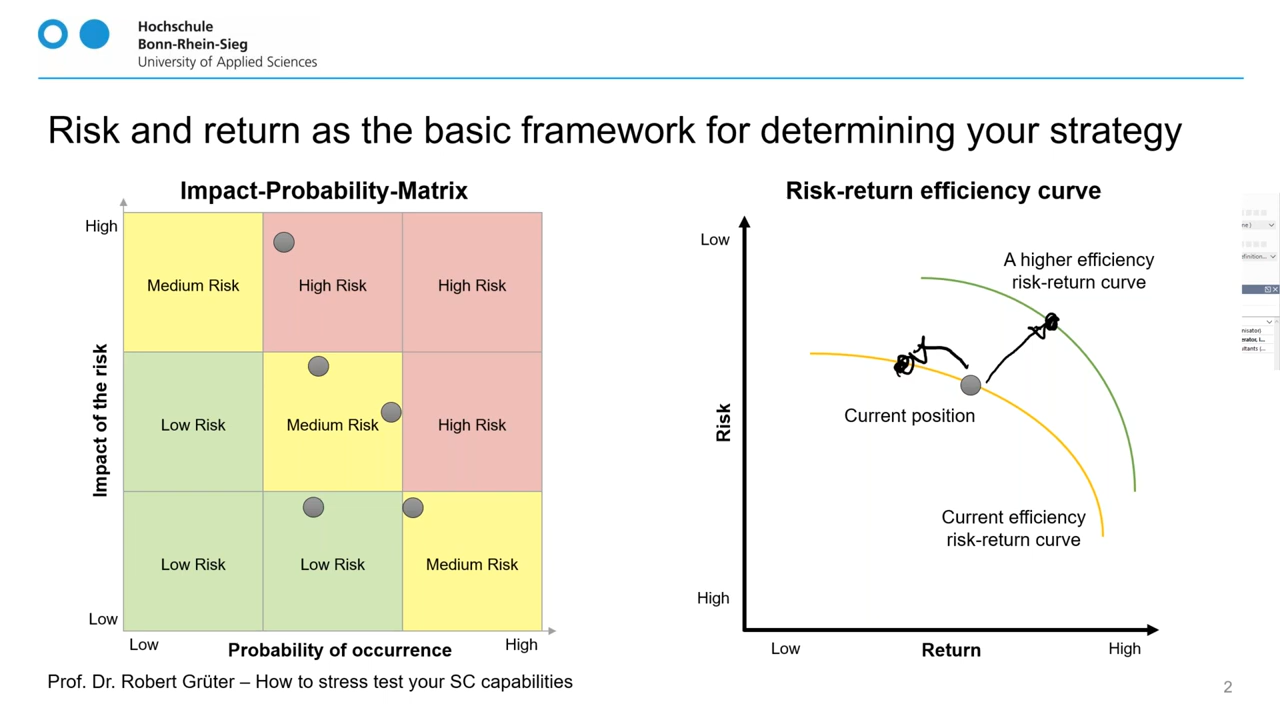 Hochschule
Bonn-Rhein-Sieg
University of Applied Sciences
Risk and return as the basic framework for determining your strategy
Impact-Probability-Matrix
High
Medium Risk
High Risk
High Risk
Low Risk
Medium Risk
High Risk
Low Risk
Low Risk
Medium Risk
Low
Impact of the risk
Low
Probability of occurrence
High
Risk-return efficiency curve
Low
A higher efficiency
risk-return curve
Risk
Current position
Current efficiency
risk-return curve
High
Low
Return
High
Prof. Dr. Robert Grüter – How to stress test your SC capabilities
2